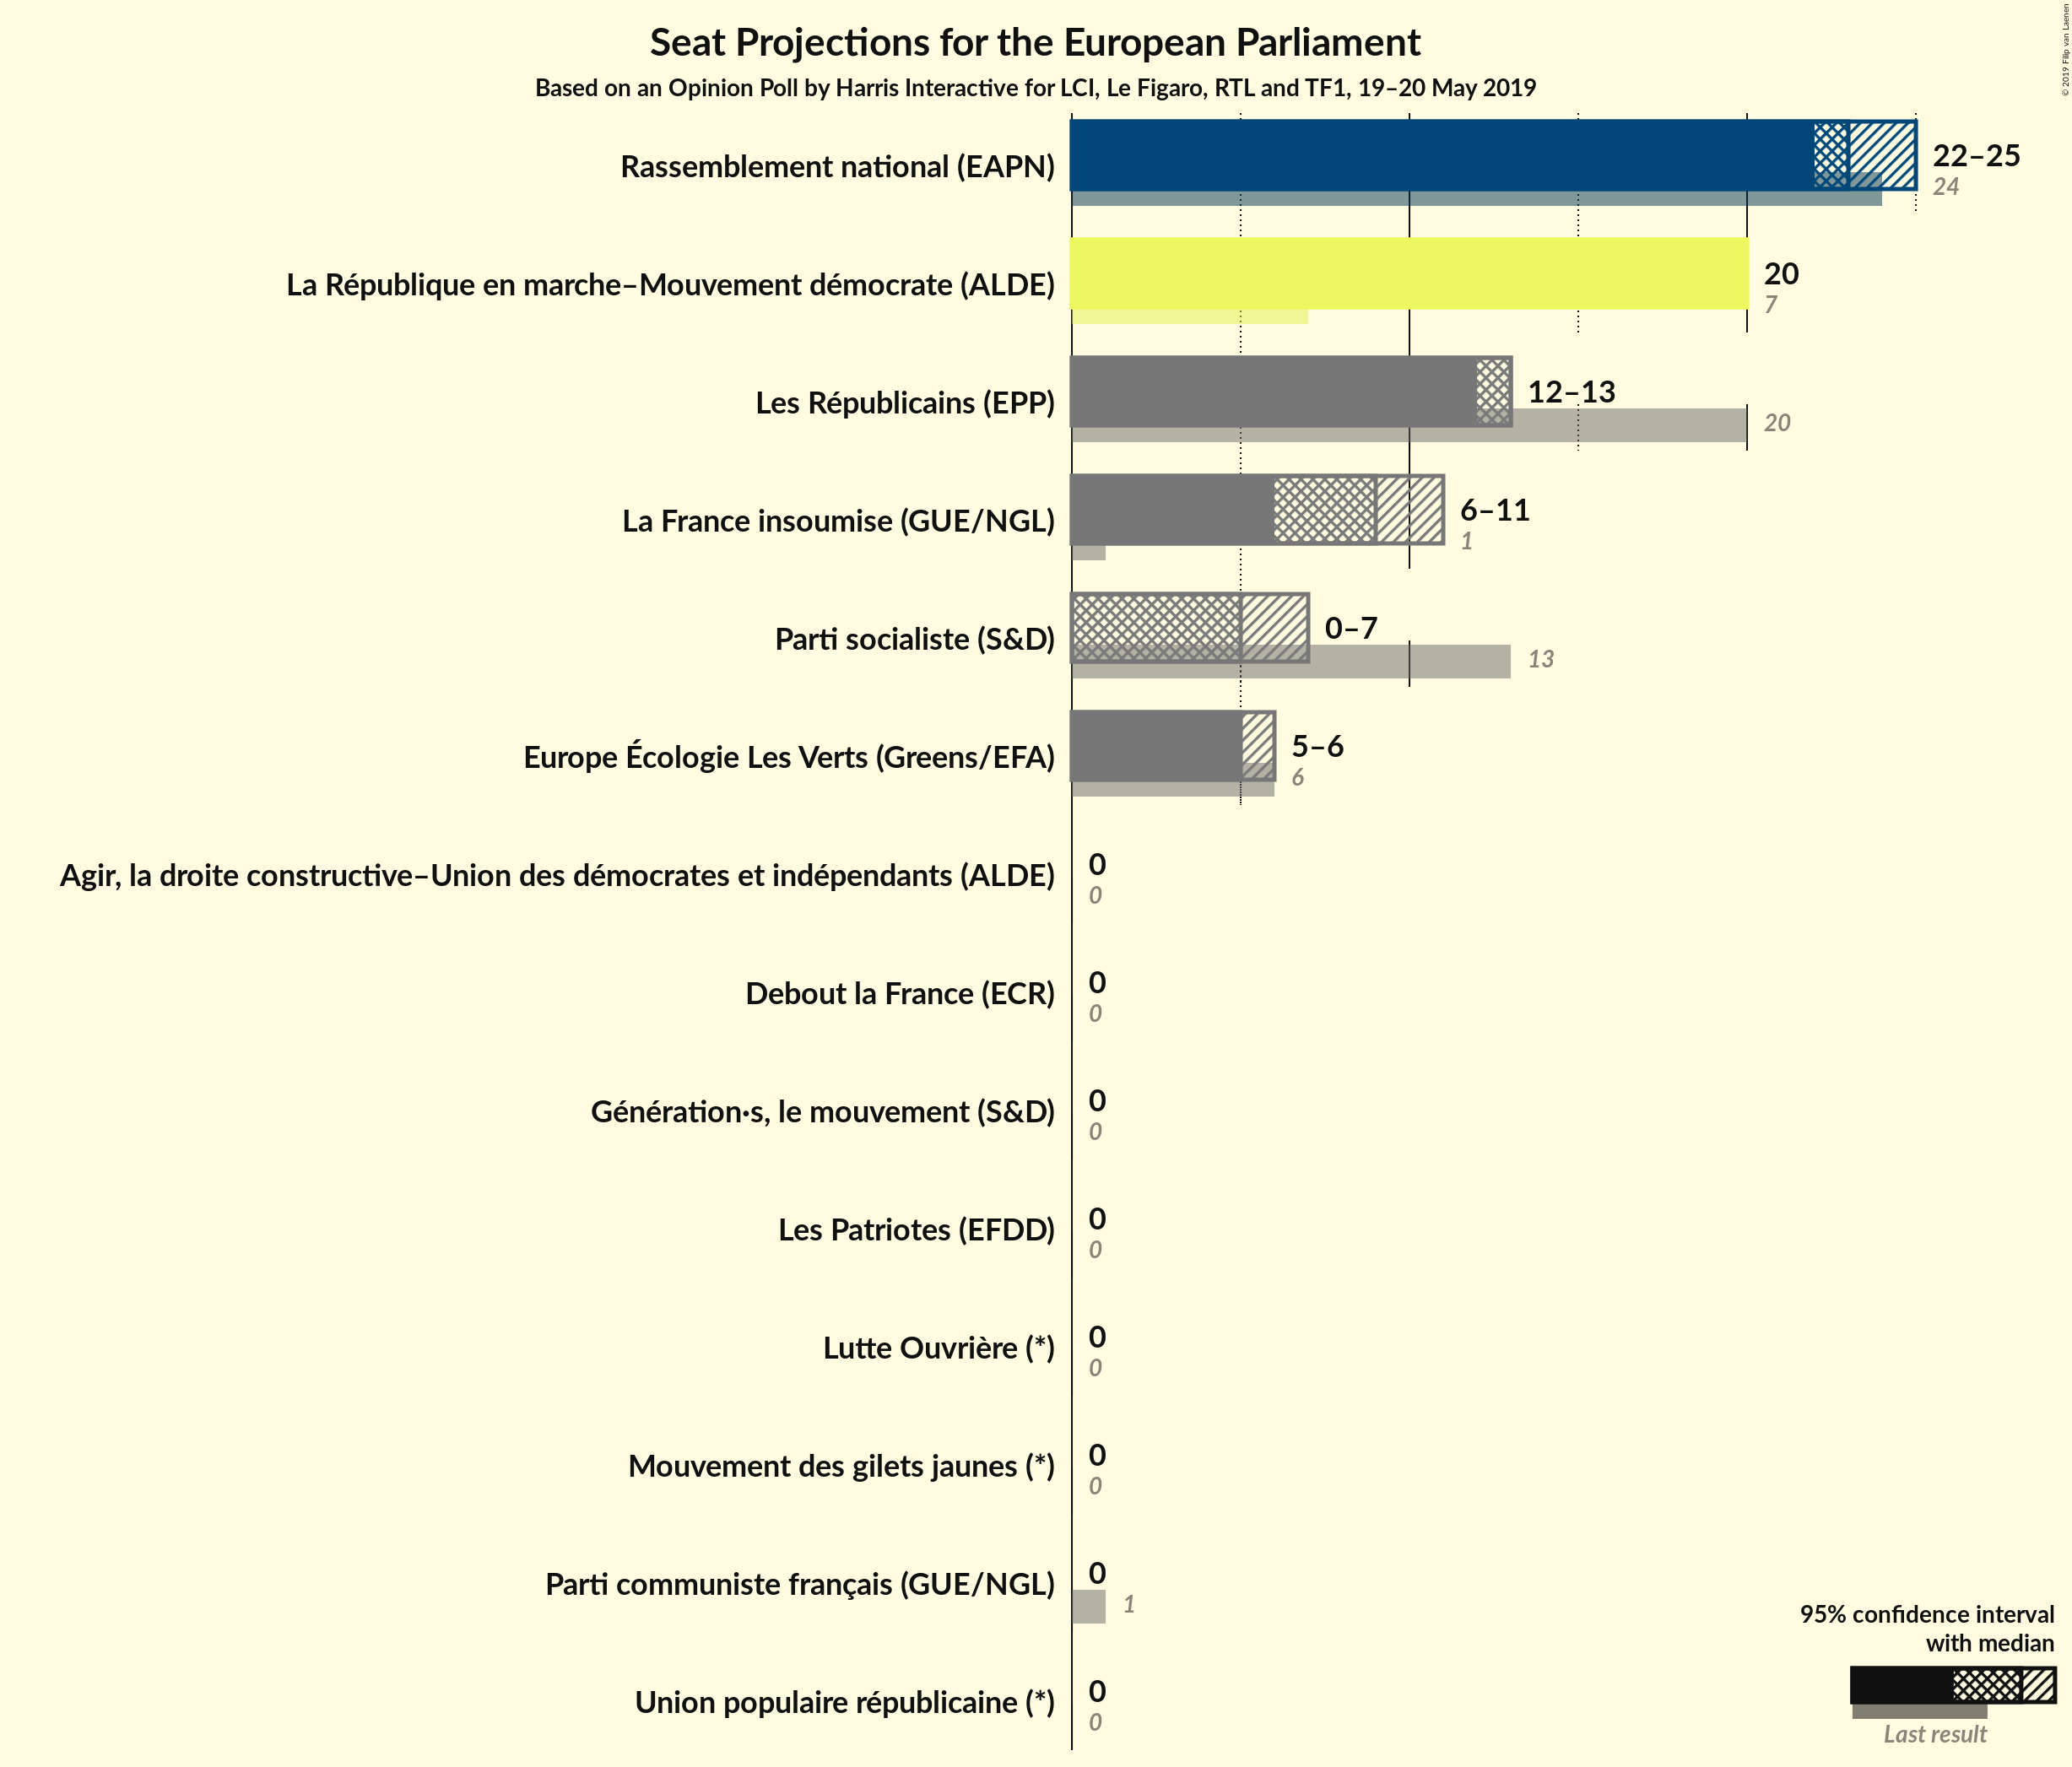 Seat Projections for the European Parliament
Based on an Opinion Poll by Harris Interactive for LCI, Le Figaro, RTL and TF1, 19–20 May 2019
© 2019 Filip van Laenen
Rassemblement national (EAPN)
22–25
24
La République en marche–Mouvement démocrate (ALDE)
20
7
Les Républicains (EPP)
12–13
20
La France insoumise (GUE/NGL)
6–11
1
Parti socialiste (S&D)
0–7
13
Europe Écologie Les Verts (Greens/EFA)
5–6
6
Agir, la droite constructive–Union des démocrates et indépendants (ALDE)
0
0
Debout la France (ECR)
0
0
Génération·s, le mouvement (S&D)
0
0
Les Patriotes (EFDD)
0
0
Lutte Ouvrière (*)
0
0
Mouvement des gilets jaunes (*)
0
0
Parti communiste français (GUE/NGL)
0
1
Union populaire républicaine (*)
0
0
95% confidence interval
with median
Last result